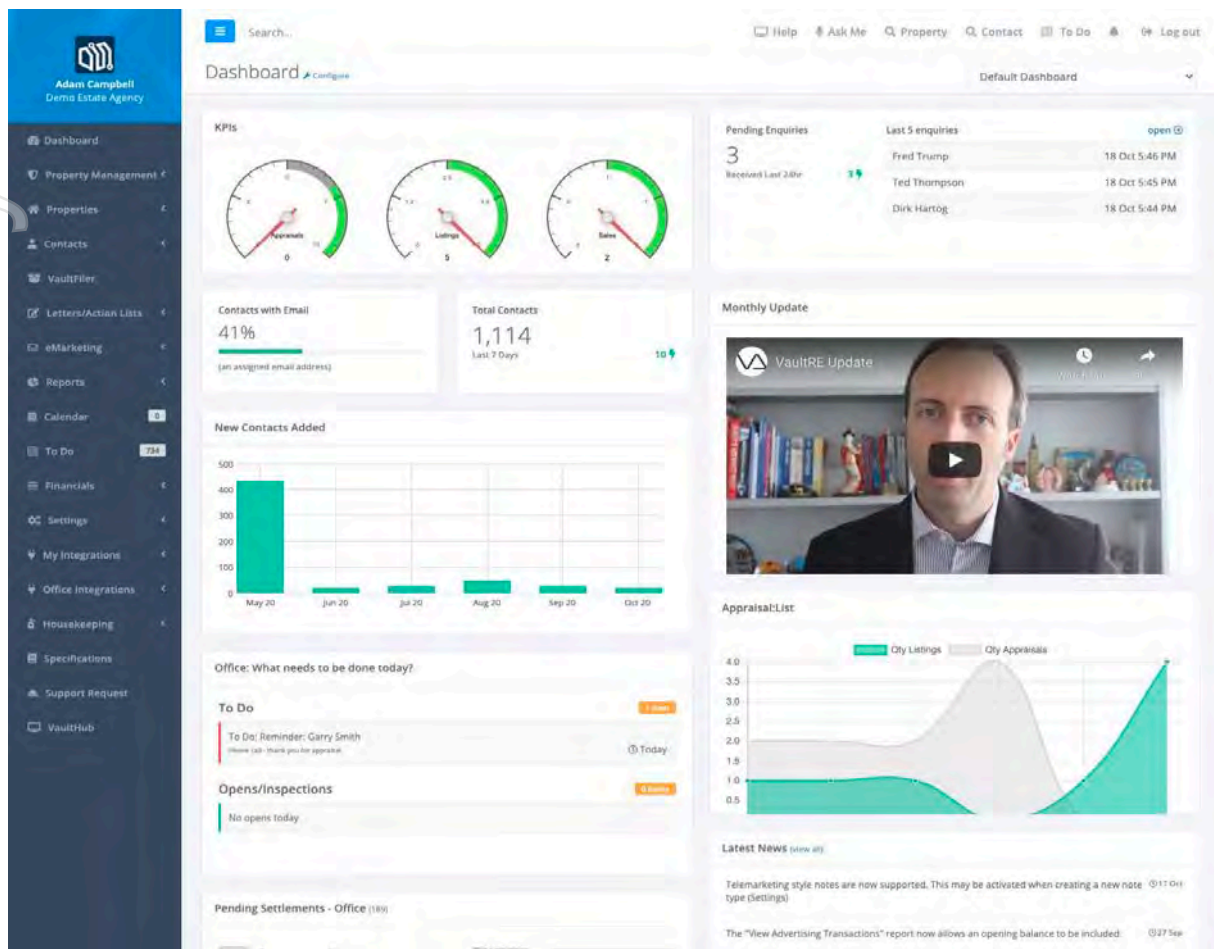 Adam Campbell
Demo Estate Agency
Dashboard
Property Management
Properties
Contacts
VaultFiler
Letters/Action Lists
eMarketing
Reports
Calendar 0
To Do 734
Financials
Settings
My Integrations
Office Integrations
Housekeeping
Specifications
Support Request
VaultHub
Search...
Help Ask Me Property Contact To Do Log out
Dashboard Configure
Default Dashboard
KPIs
Appraisals
0
Listings
5
Sales
2
Pending Enquiries
3
Received Last 24hr 3
Last 5 enquiries open
Fred Trump 18 Oct 5:46 PM
Ted Thompson 18 Oct 5:45 PM
Dirk Hartog 18 Oct 5:44 PM
Contacts with Email
41%
(an assigned email address)
Total Contacts
1,114
Last 7 Days 10
Monthly Update
VaultRE Update
New Contacts Added
500
400
300
200
100
0
May 20 Jun 20 Jul 20 Aug 20 Sep 20 Oct 20
Appraisal:List
Qty Listings Qty Appraisals
4.0
3.5
3.0
2.5
2.0
1.5
1.0
0.5
Office: What needs to be done today?
To Do
To Do: Reminder: Garry Smith
Please call - thank you for appraisal
Today
Opens/Inspections
No opens today
Latest News (view all)
Telemarketing style notes are now supported. This may be activated when creating a new note 17 Oct
type (Settings)
The "View Advertising Transactions" report now allows an opening balance to be included. 27 Sep
Pending Settlements - Office (189)